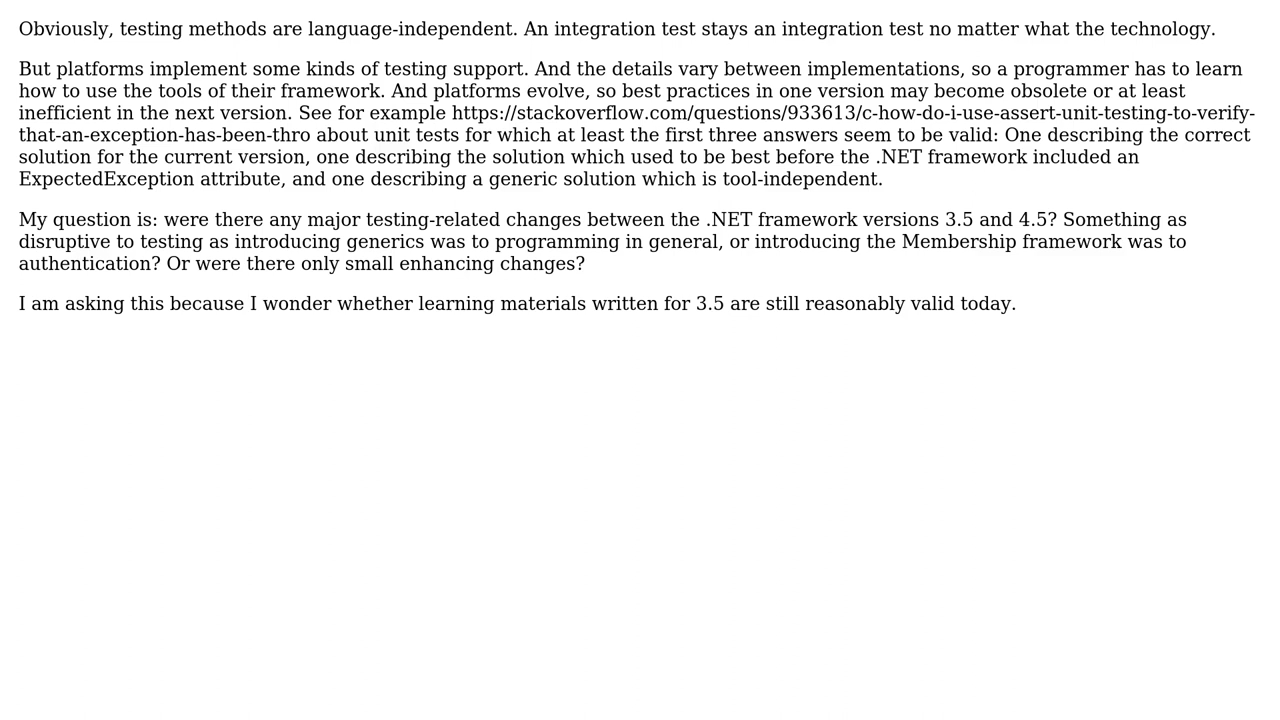 Obviously, testing methods are language-independent. An integration test stays an integration test no matter what the technology.
But platforms implement some kinds of testing support. And the details vary between implementations, so a programmer has to learn
how to use the tools of their framework. And platforms evolve, so best practices in one version may become obsolete or at least
inefficient in the next version. See for example https://stackoverflow.com/questions/933613/c-how-do-i-use-assert-unit-testing-to-verify-
that-an-exception-has-been-thro about unit tests for which at least the first three answers seem to be valid: One describing the correct
solution for the current version, one describing the solution which used to be best before the .NET framework included an
ExpectedException attribute, and one describing a generic solution which is tool-independent.
My question is: were there any major testing-related changes between the .NET framework versions 3.5 and 4.5? Something as
disruptive to testing as introducing generics was to programming in general, or introducing the Membership framework was to
authentication? Or were there only small enhancing changes?
I am asking this because I wonder whether learning materials written for 3.5 are still reasonably valid today.